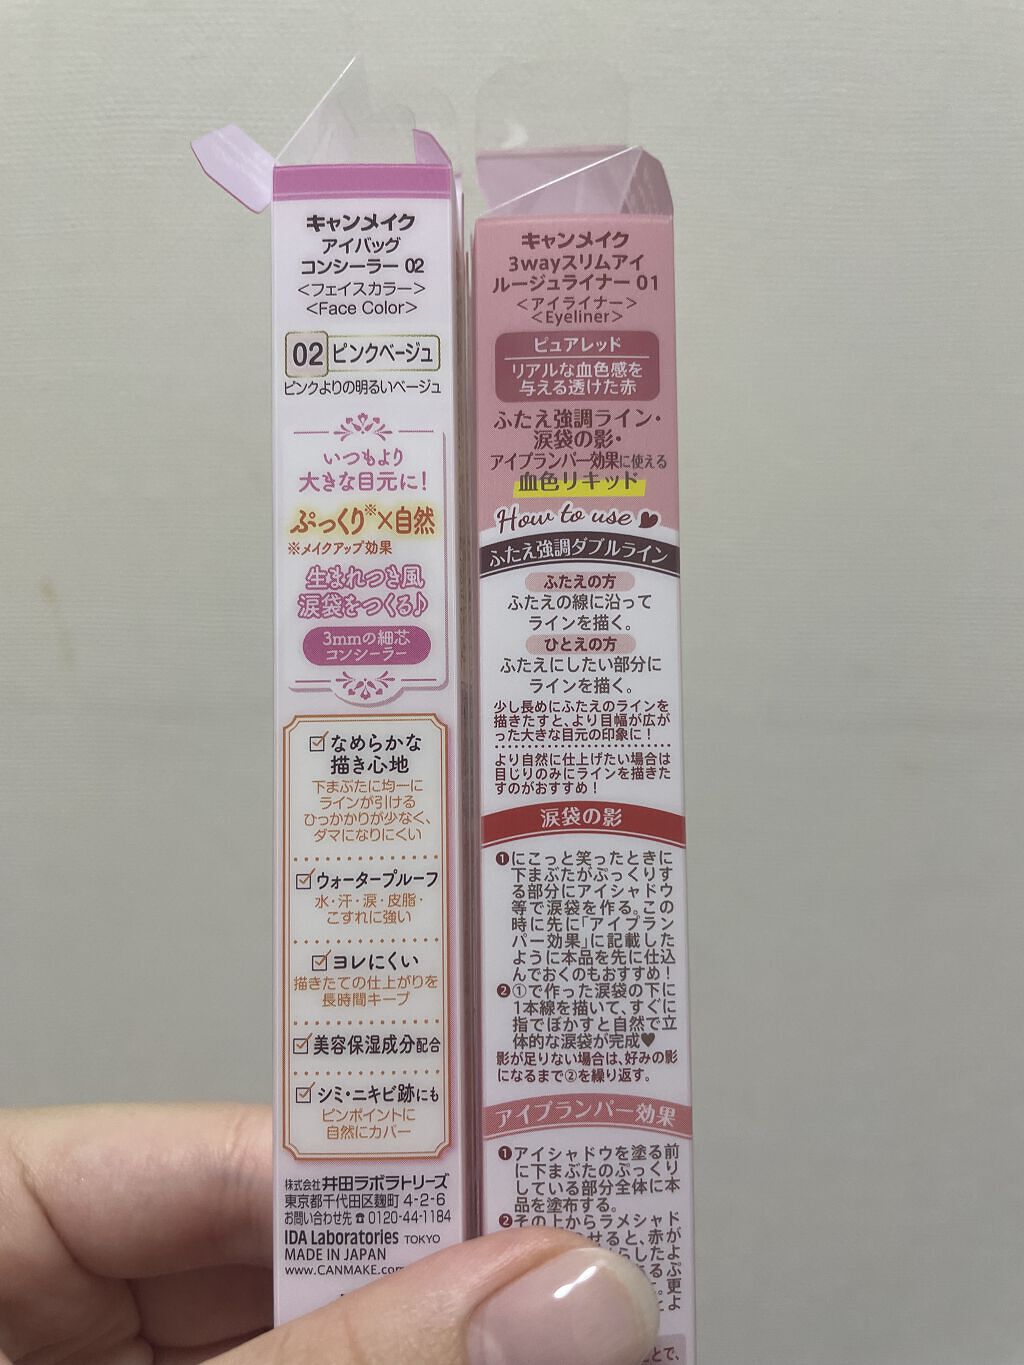 キャンメイク
アイバッグ
コンシーラー 02
<フェイスカラー>
<Face Color>
02 ピンクベージュ
ピンクよりの明るいベージュ
いつもより
大きな目元に!
ぷっくり※×自然
※メイクアップ効果
生まれつき風
涙袋をつくる♪
3mmの細芯
コンシーラー
なめらかな
描き心地
下まぶたに均一に
ラインが引ける
ひっかかりが少なく、
ダマになりにくい
ウォータープルーフ
水・汗・涙・皮脂・
こすれに強い
ヨレにくい
描きたての仕上がりを
長時間キープ
美容保湿成分配合
シミ・ニキビ跡にも
ピンポイントに
自然にカバー
株式会社 井田ラボラトリーズ
東京都千代田区麹町 4-2-6
お問い合わせ先 ☎ 0120-44-1184
IDA Laboratories TOKYO
MADE IN JAPAN
www.CANMAKE.com
キャンメイク
3wayスリムアイ
ルージュライナー 01
<アイライナー>
<Eyeliner>
ピュアレッド
リアルな血色感を
与える透けた赤
ふたえ強調ライン・
涙袋の影・
アイプランパー効果に使える
血色リキッド
How to use
ふたえ強調ダブルライン
ふたえの方
ふたえの線に沿って
ラインを描く。
ひとえの方
ふたえにしたい部分に
ラインを描く。
少し長めにふたえのラインを
描きたすと、より目幅が広が
った大きな目元の印象に!
より自然に仕上げたい場合は
目じりのみにラインを描きた
すのがおすすめ!
涙袋の影
❶にこっと笑ったときに
下まぶたがぷっくりす
る部分にアイシャドウ
等で涙袋を作る。この
時に先に「アイプラン
パー効果」に記載した
ように本品を先に仕込
んでおくのもおすすめ!
❷①で作った涙袋の下に
1本線を描いて、すぐに
指でぼかすと自然で立
体的な涙袋が完成♥
影が足りない場合は、好みの影
になるまで②を繰り返す。
アイプランパー効果
❶アイシャドウを塗る前
に下まぶたのぷっくり
している部分全体に本
品を塗布する。
❷その上からラメシャド
せると、赤が
らしたよ
るぷ
更
よ
とで、